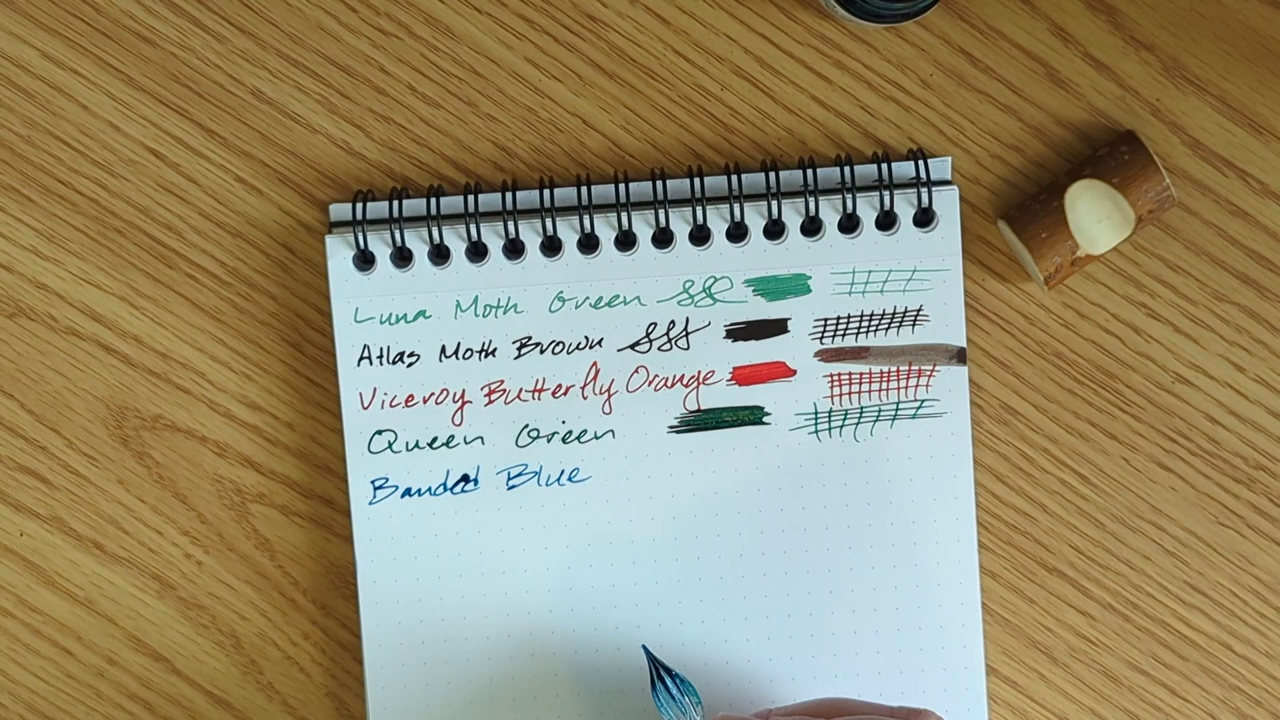 Luna Moth Green
Atlas Moth Brown
Viceroy Butterfly Orange
Queen Green
Banded Blue